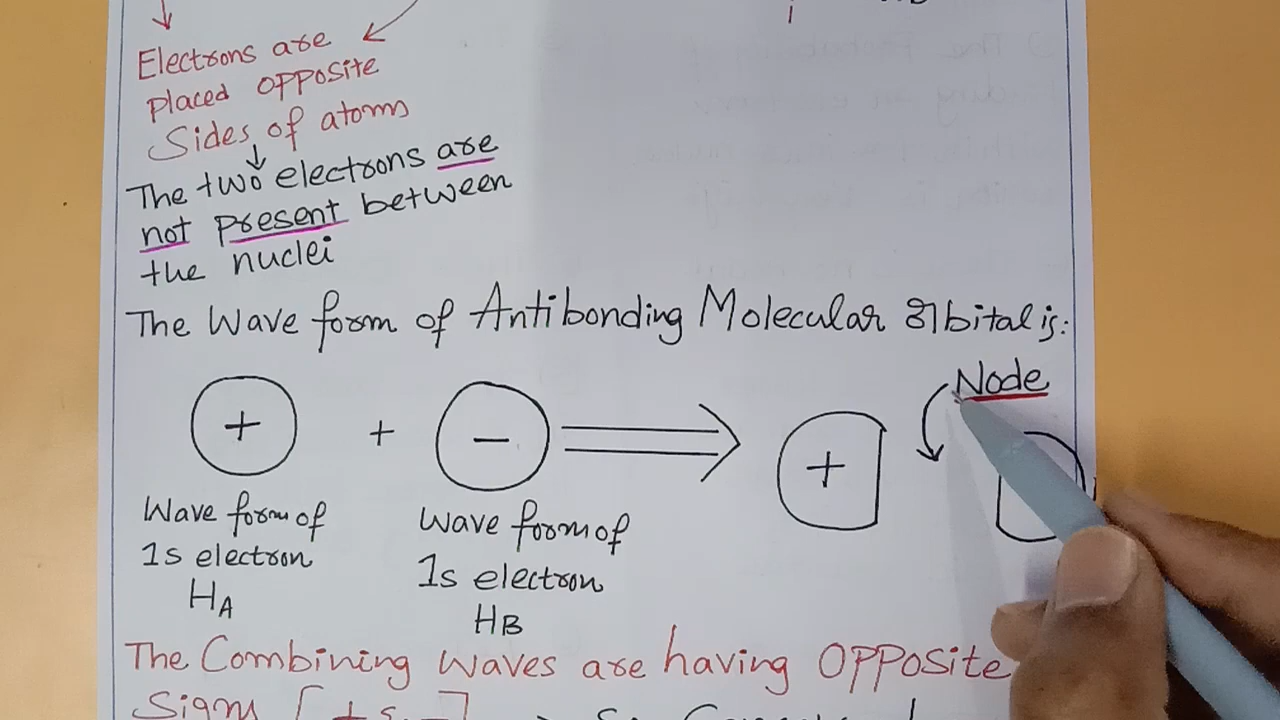 Electrons are
placed opposite
Sides of atoms
The two electrons are
not present between
the nuclei
The Wave form of Antibonding Molecular Orbital is:
Node
+ + − +
Wave form of
1s electron
HA
Wave form of
1s electron
HB
The Combining waves are having opposite